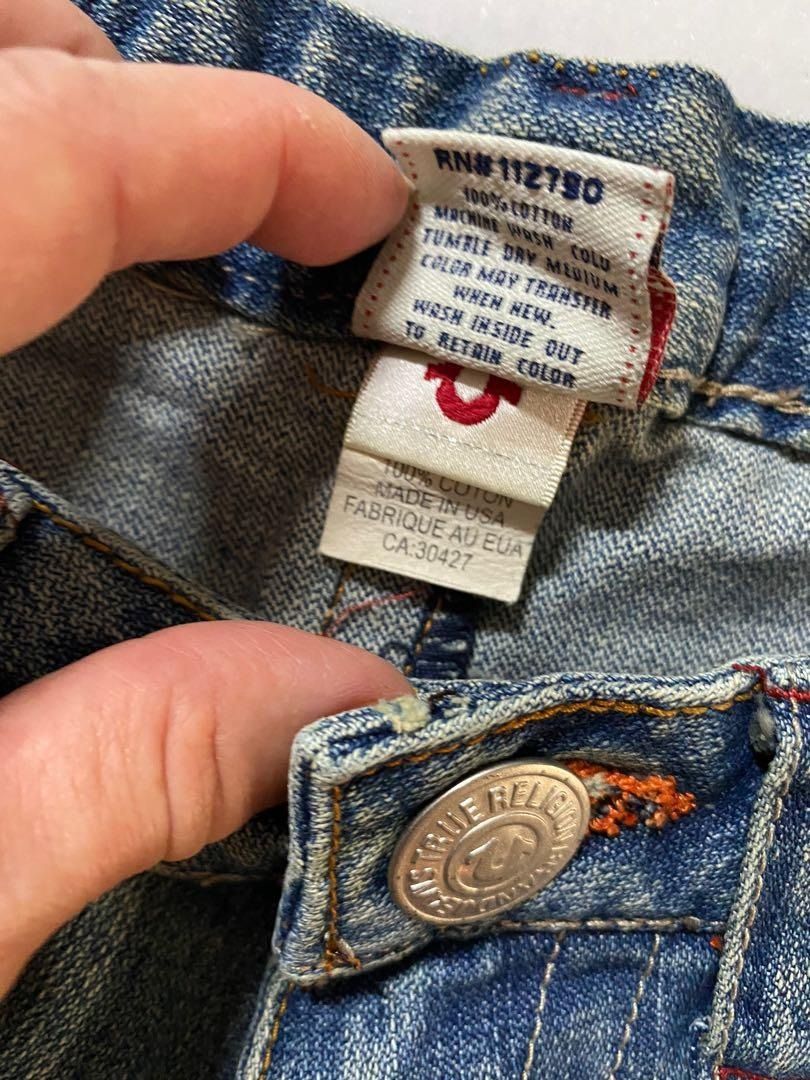 RN# 112790
100% COTTON
MACHINE WASH COLD
TUMBLE DRY MEDIUM
COLOR MAY TRANSFER
WHEN NEW.
WASH INSIDE OUT
TO RETAIN COLOR
100% COTON
MADE IN USA
FABRIQUE AU EUA
CA:30427
TRUE RELIGION